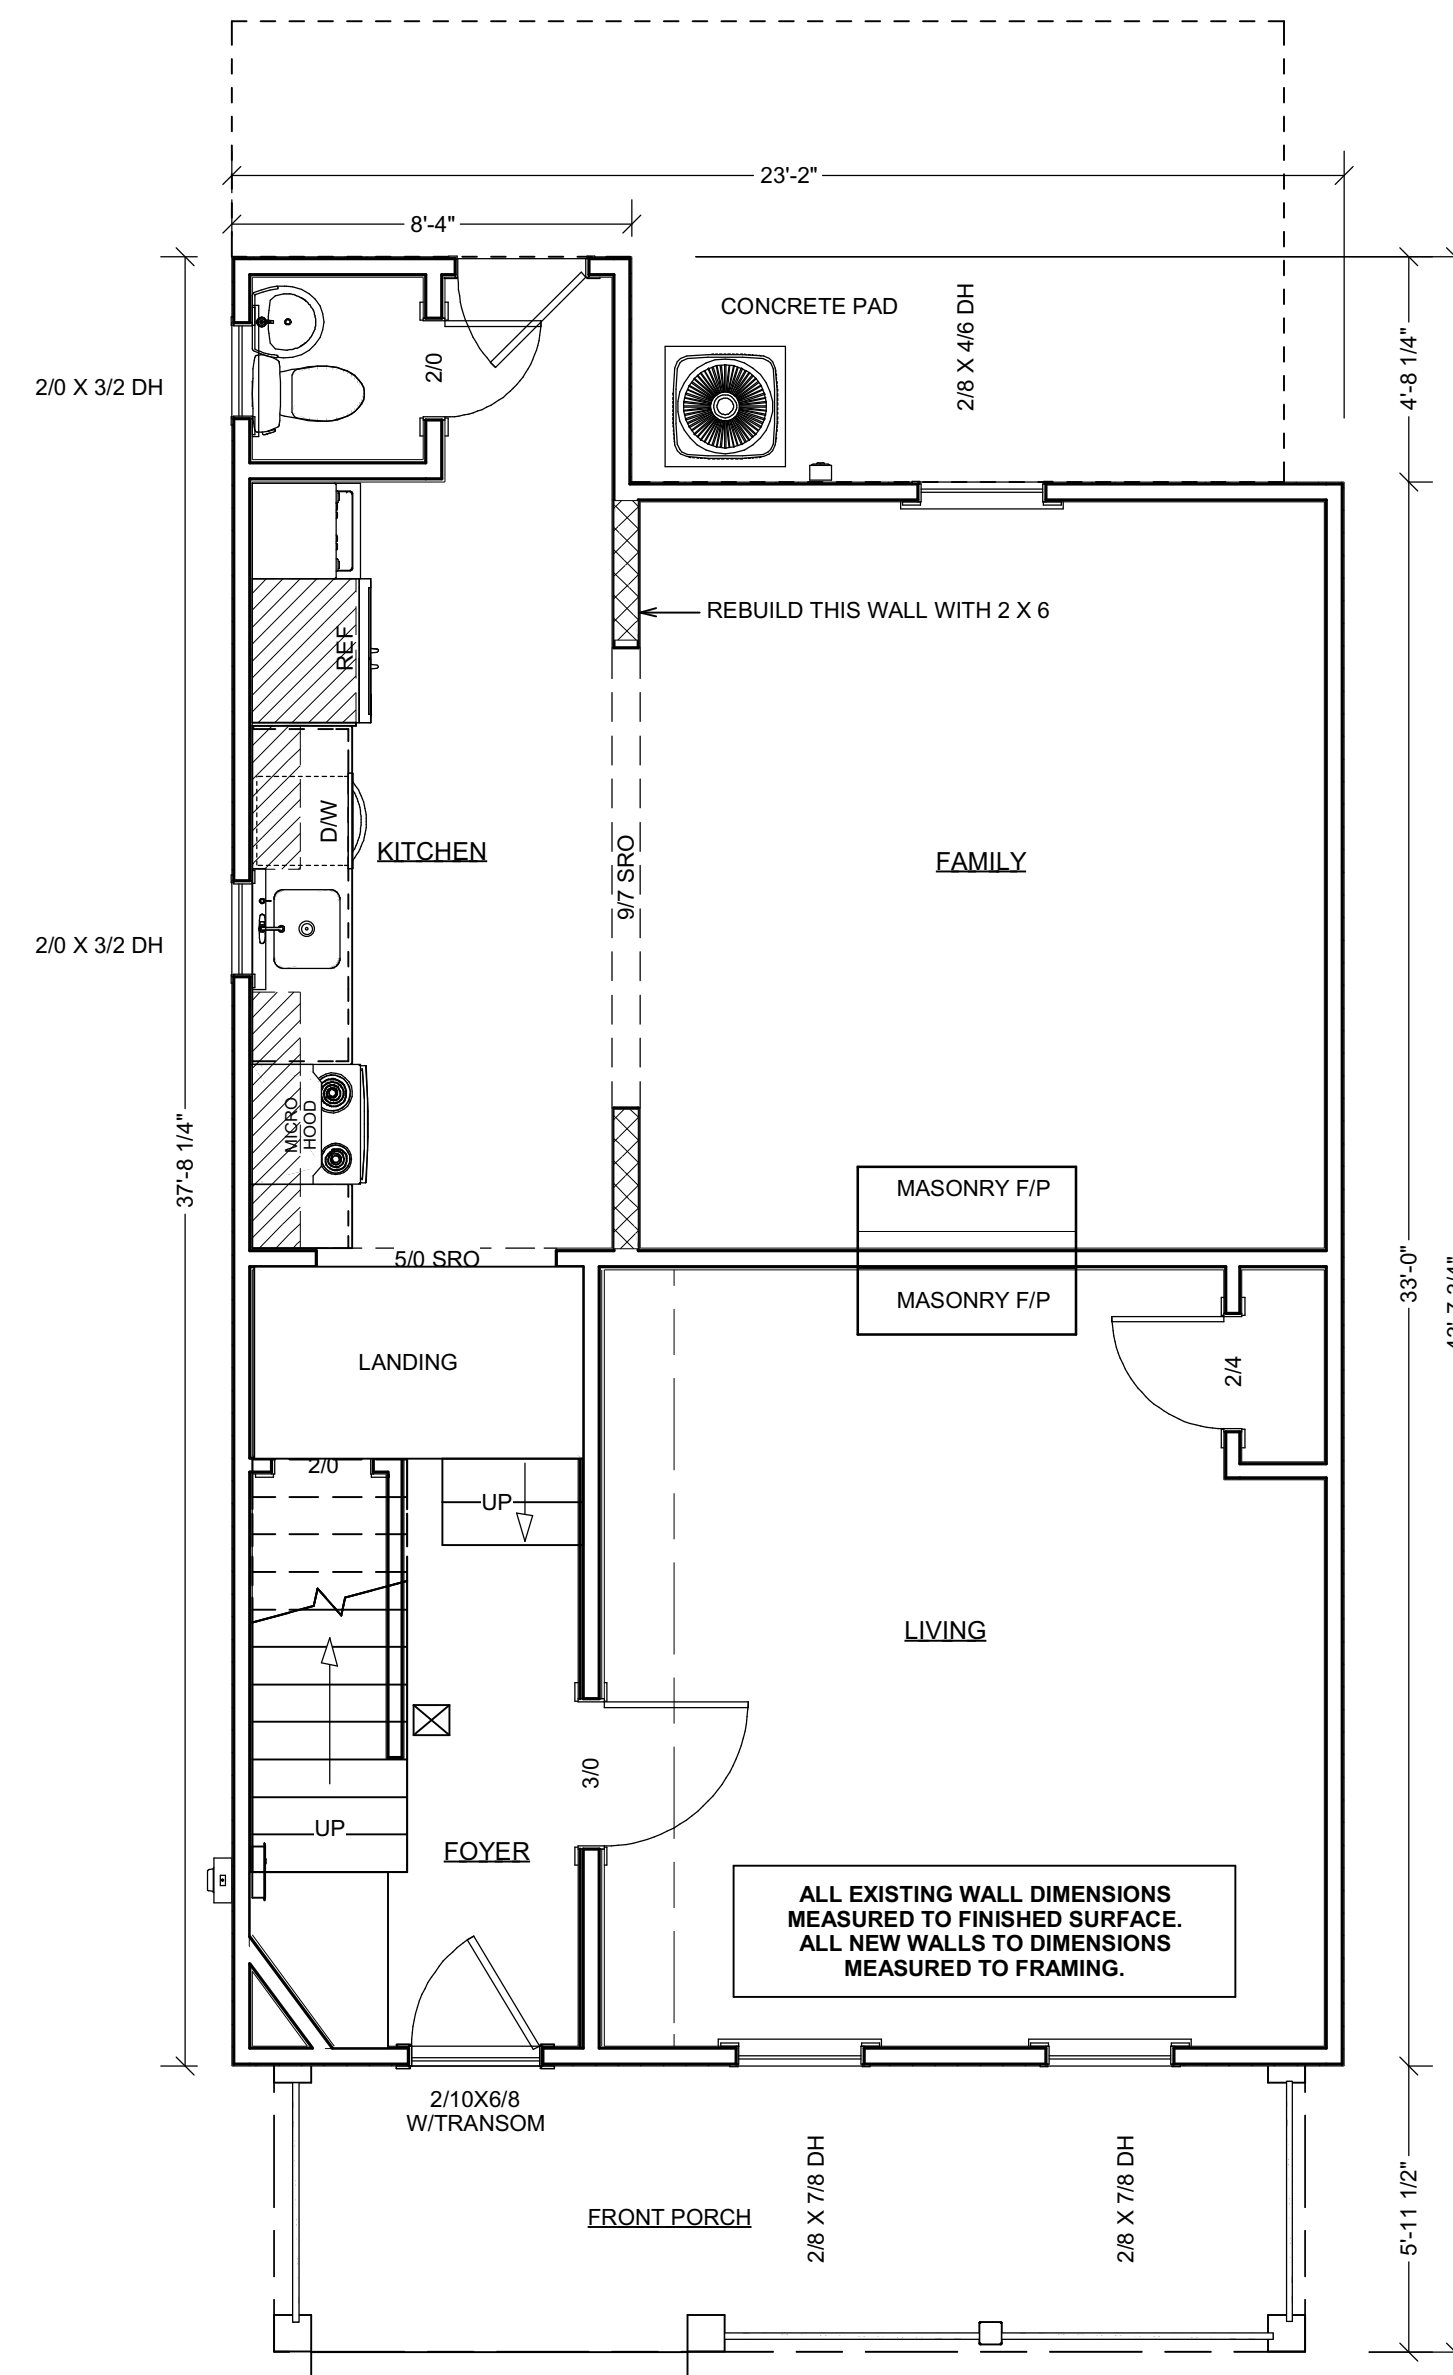 23'-2"
8'-4"
CONCRETE PAD
2/8 X 4/6 DH
4'-8 1/4"
2/0 X 3/2 DH
2/0
REBUILD THIS WALL WITH 2 X 6
REF
D/W
KITCHEN
9/7 SRO
FAMILY
2/0 X 3/2 DH
MICRO
HOOD
37'-8 1/4"
MASONRY F/P
5/0 SRO
MASONRY F/P
33'-0"
LANDING
2/4
2/0
UP
LIVING
3/0
UP
FOYER
ALL EXISTING WALL DIMENSIONS
MEASURED TO FINISHED SURFACE.
ALL NEW WALLS TO DIMENSIONS
MEASURED TO FRAMING.
2/10X6/8
W/TRANSOM
2/8 X 7/8 DH
2/8 X 7/8 DH
FRONT PORCH
5'-11 1/2"